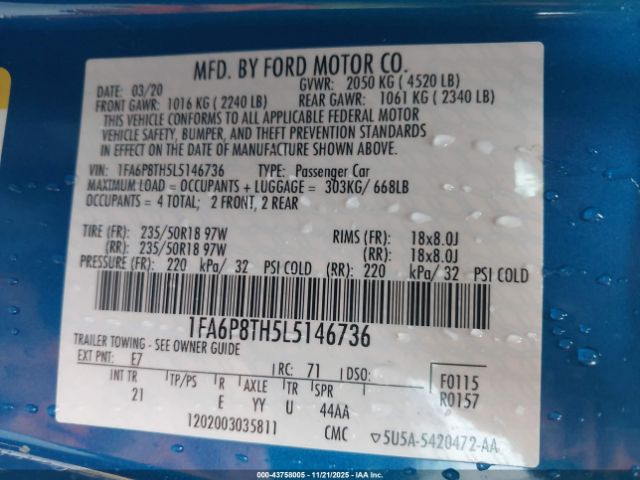 MFD. BY FORD MOTOR CO.
DATE: 03/20 GVWR: 2050 KG ( 4520 LB)
FRONT GAWR: 1016 KG ( 2240 LB) REAR GAWR: 1061 KG ( 2340 LB)
THIS VEHICLE CONFORMS TO ALL APPLICABLE FEDERAL MOTOR
VEHICLE SAFETY, BUMPER, AND THEFT PREVENTION STANDARDS
IN EFFECT ON THE DATE OF MANUFACTURE SHOWN ABOVE.
VIN: 1FA6P8TH5L5146736 TYPE: Passenger Car
MAXIMUM LOAD = OCCUPANTS + LUGGAGE = 303KG/ 668LB
OCCUPANTS = 4 TOTAL; 2 FRONT, 2 REAR
TIRE (FR): 235/50R18 97W RIMS (FR): 18x8.0J
(RR): 235/50R18 97W (RR): 18x8.0J
PRESSURE (FR): 220 kPa/ 32 PSI COLD (RR): 220 kPa/ 32 PSI COLD
1FA6P8TH5L5146736
TRAILER TOWING - SEE OWNER GUIDE
EXT PNT: E7 RC: 71 DSO: F0115
INT TR TP/PS R AXLE TR SPR R0157
21 E YY U 44AA
1202003035811 CMC ▽5U5A-5420472-AA
000-43758005 - 11/21/2025 - IAAI.com